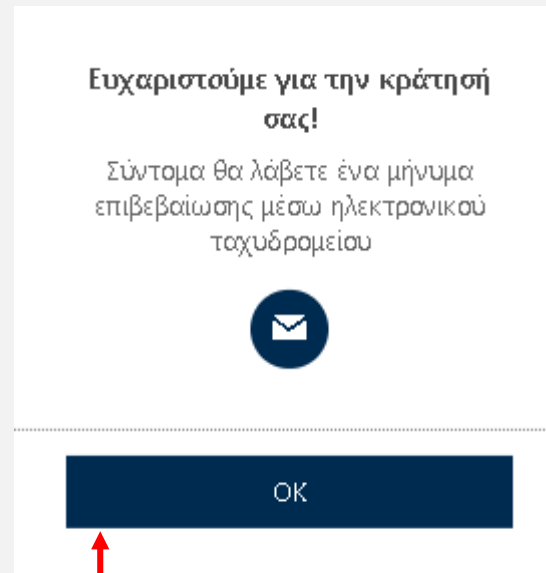 Ευχαριστούμε για την κράτησή
σας!
Σύντομα θα λάβετε ένα μήνυμα
επιβεβαίωσης μέσω ηλεκτρονικού
ταχυδρομείου
OK